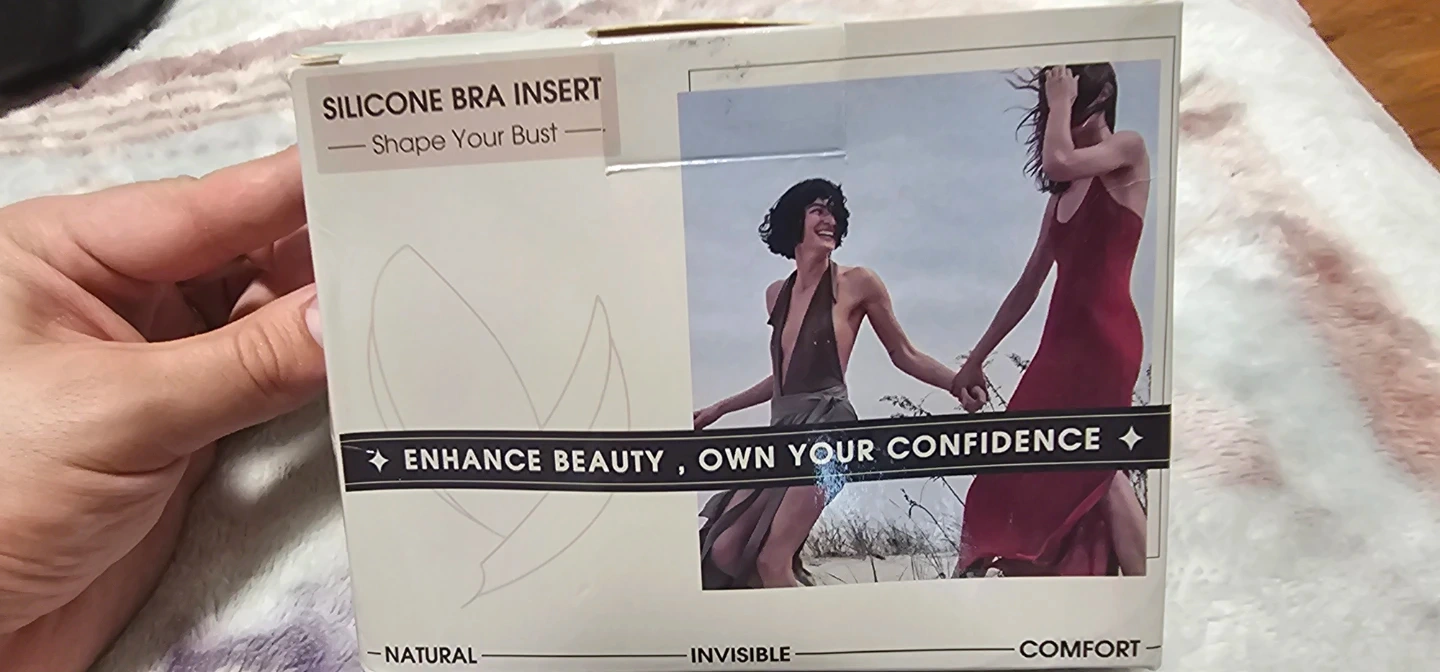 SILICONE BRA INSERT
Shape Your Bust
ENHANCE BEAUTY , OWN YOUR CONFIDENCE
NATURAL INVISIBLE COMFORT